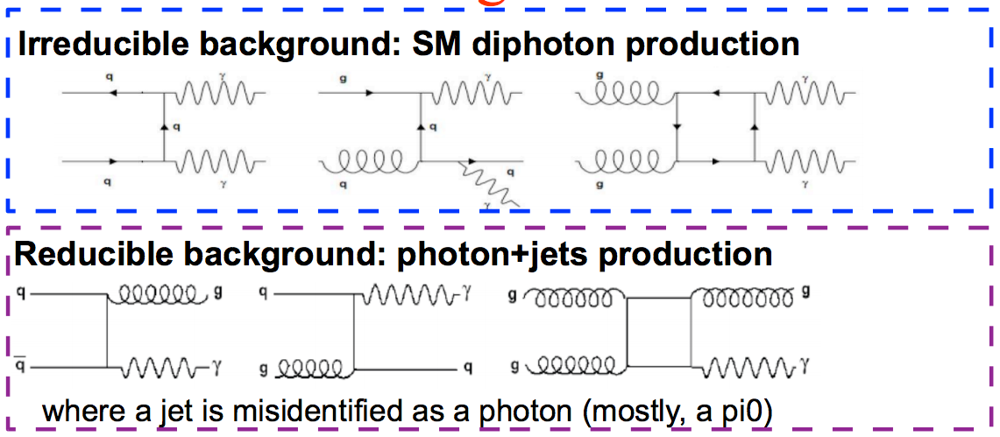 Irreducible background: SM diphoton production
q γ g γ g γ
q q
q γ q q γ g γ
Reducible background: photon+jets production
q g q γ g g
q̅ γ g q g γ
where a jet is misidentified as a photon (mostly, a pi0)